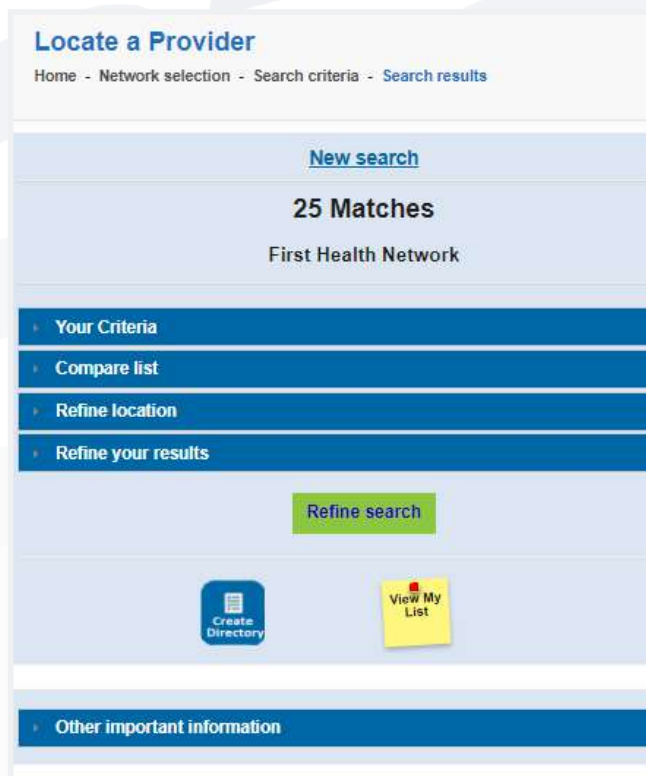 Locate a Provider
Home - Network selection - Search criteria - Search results
New search
25 Matches
First Health Network
Your Criteria
Compare list
Refine location
Refine your results
Refine search
Create
Directory
View My
List
Other important information